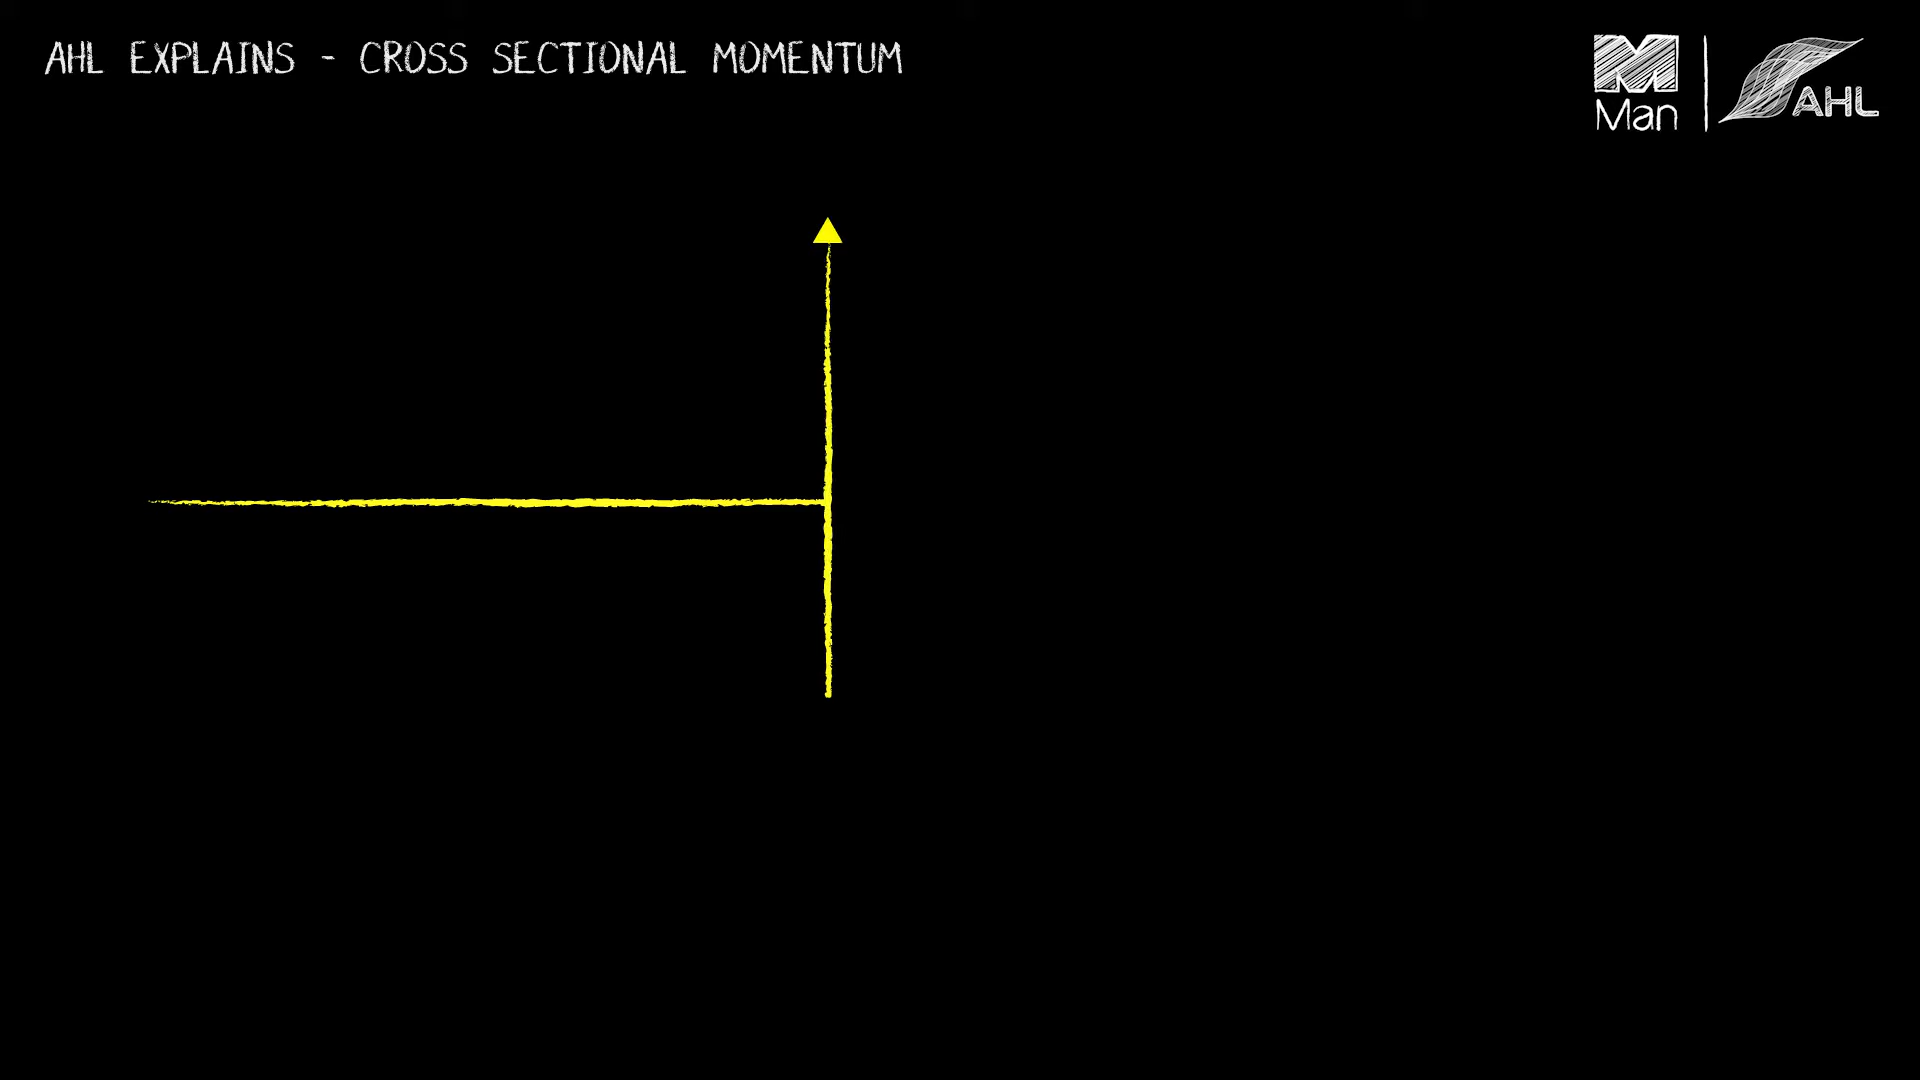 AHL EXPLAINS - CROSS SECTIONAL MOMENTUM
M
Man
AHL